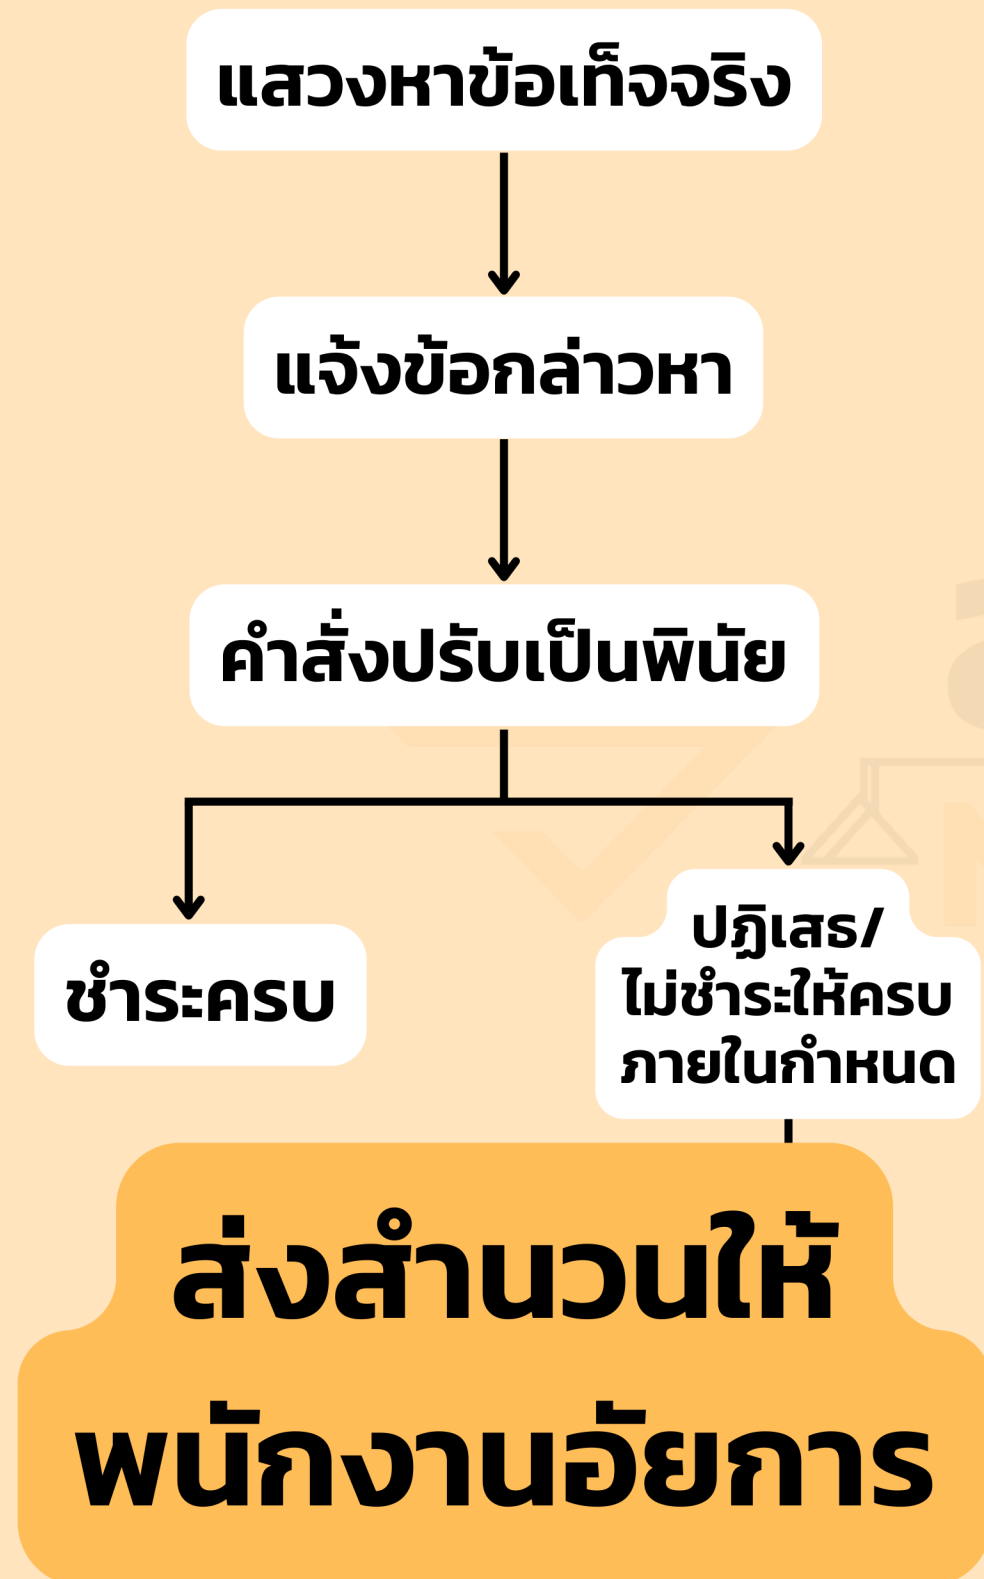 แสวงหาข้อเท็จจริง
แจ้งข้อกล่าวหา
คำสั่งปรับเป็นพินัย
ชำระครบ
ปฏิเสธ/
ไม่ชำระให้ครบ
ภายในกำหนด
ส่งสำนวนให้
พนักงานอัยการ